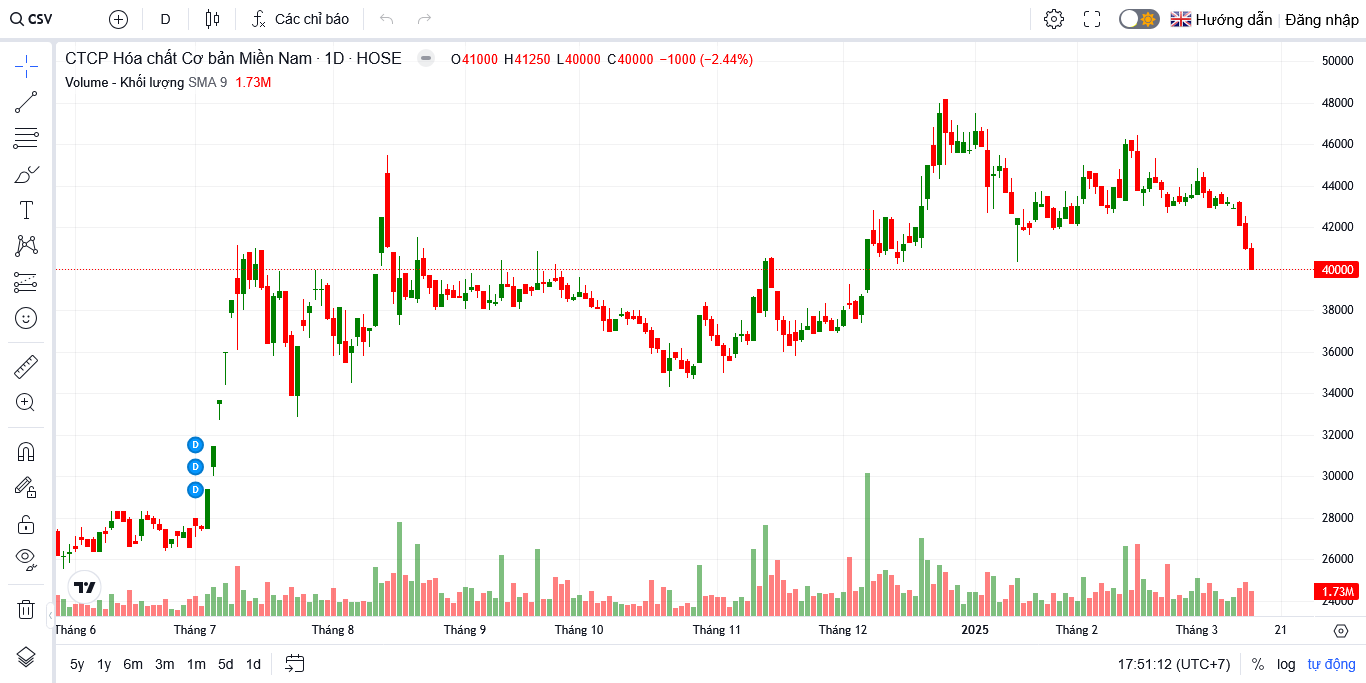 CSV D Các chỉ báo Hướng dẫn Đăng nhập
CTCP Hóa chất Cơ bản Miền Nam · 1D · HOSE O41000 H41250 L40000 C40000 −1000 (−2.44%)
Volume - Khối lượng SMA 9 1.73M
50000
48000
46000
44000
42000
40000
38000
36000
34000
32000
30000
28000
26000
1.73M
24000
D
D
D
Tháng 6 Tháng 7 Tháng 8 Tháng 9 Tháng 10 Tháng 11 Tháng 12 2025 Tháng 2 Tháng 3 21
5y 1y 6m 3m 1m 5d 1d 17:51:12 (UTC+7) % log tự động